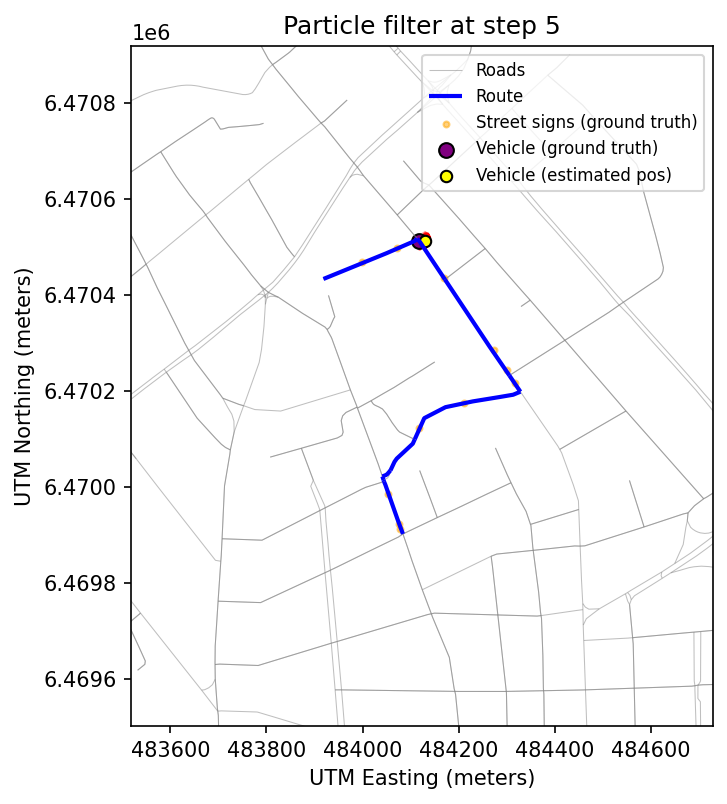 Particle filter at step 5
1e6
Roads
Route
Street signs (ground truth)
Vehicle (ground truth)
Vehicle (estimated pos)
6.4708
6.4706
6.4704
6.4702
6.4700
6.4698
6.4696
UTM Northing (meters)
483600 483800 484000 484200 484400 484600
UTM Easting (meters)